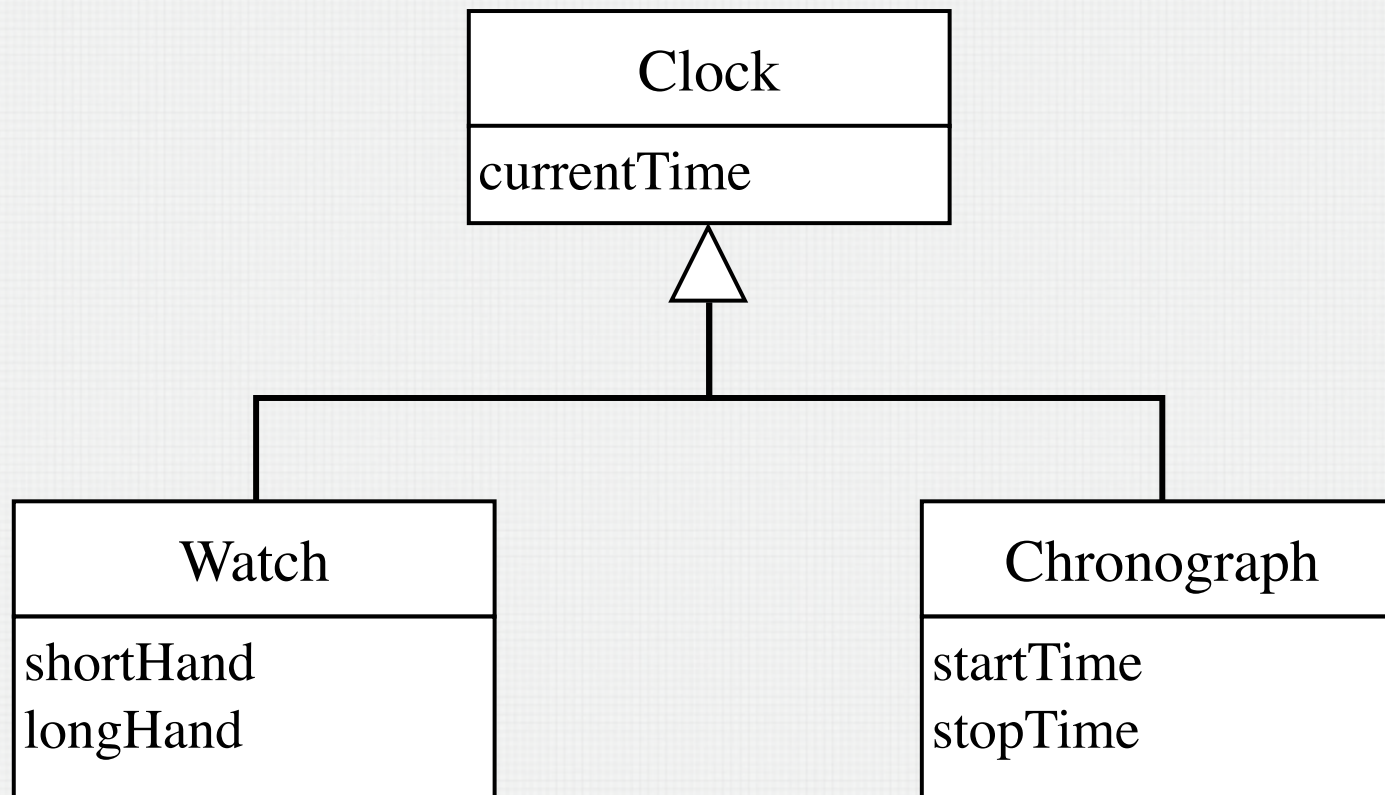 Clock
currentTime
Watch
shortHand
longHand
Chronograph
startTime
stopTime